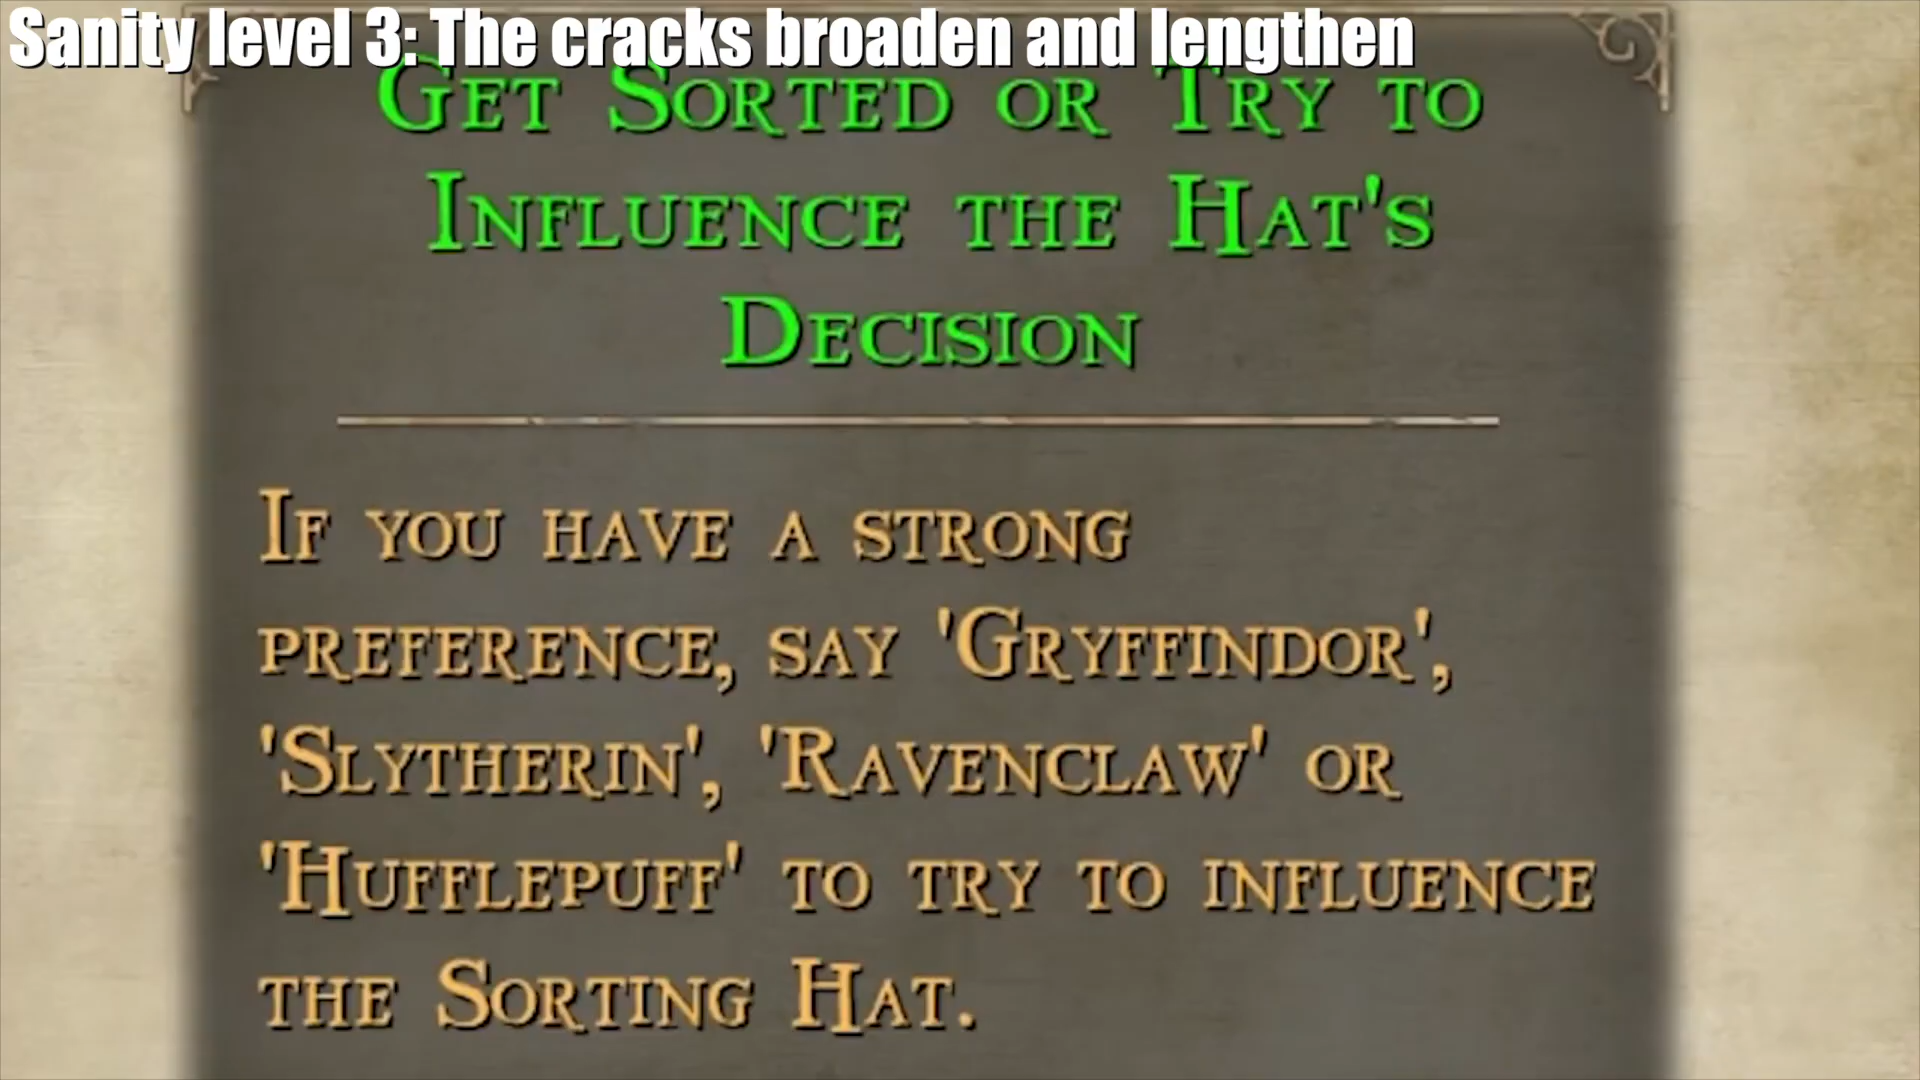 Sanity level 3: The cracks broaden and lengthen
Get Sorted or Try to
Influence the Hat's
Decision
If you have a strong
preference, say 'Gryffindor',
'Slytherin', 'Ravenclaw' or
'Hufflepuff' to try to influence
the Sorting Hat.